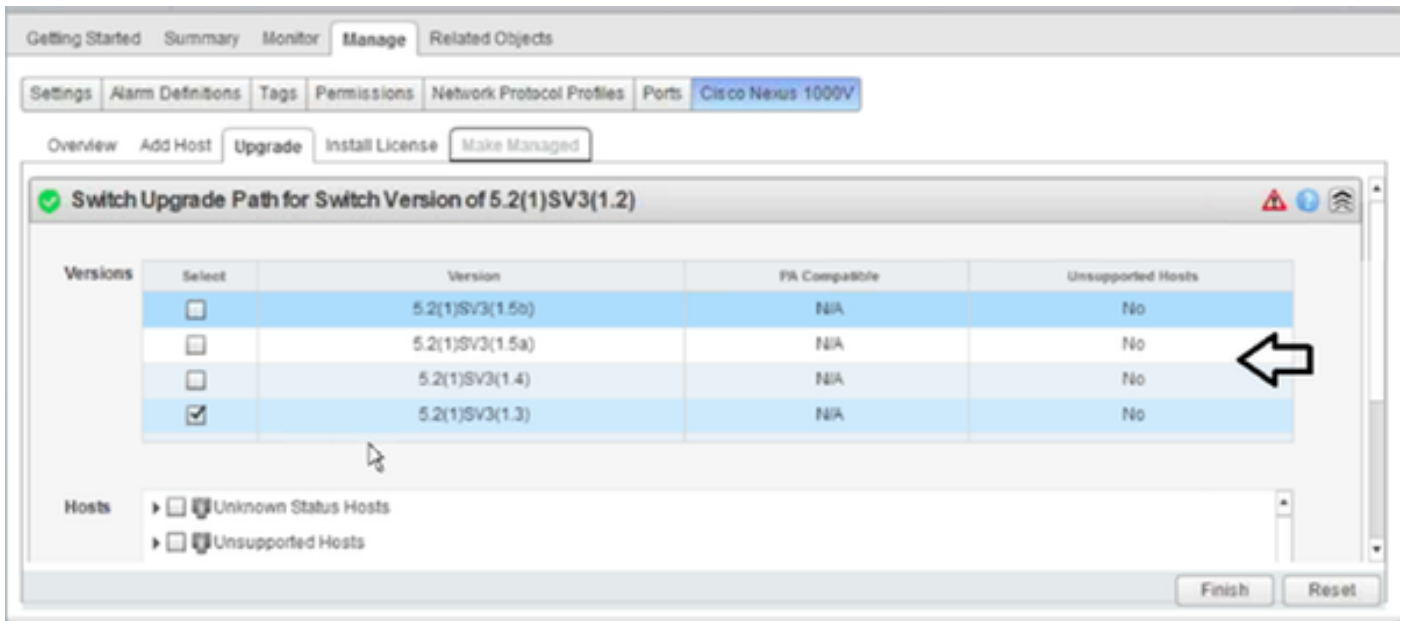 Getting Started Summary Monitor Manage Related Objects
Settings Alarm Definitions Tags Permissions Network Protocol Profiles Ports Cisco Nexus 1000V
Overview Add Host Upgrade Install License Make Managed
Switch Upgrade Path for Switch Version of 5.2(1)SV3(1.2)
Versions Select Version PA Compatible Unsupported Hosts
5.2(1)SV3(1.5b) N/A No
5.2(1)SV3(1.5a) N/A No
5.2(1)SV3(1.4) N/A No
5.2(1)SV3(1.3) N/A No
Hosts Unknown Status Hosts
Unsupported Hosts
Finish Reset